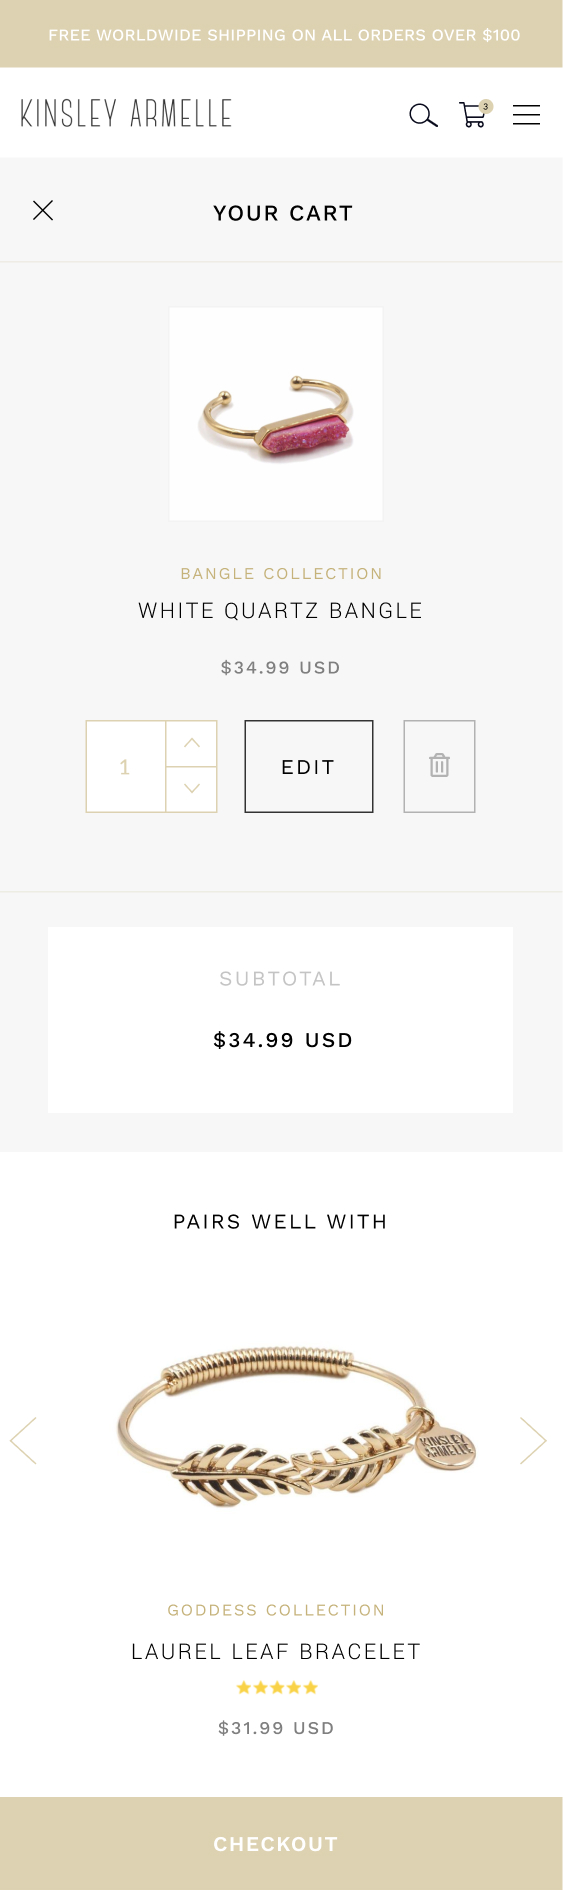 FREE WORLDWIDE SHIPPING ON ALL ORDERS OVER $100
KINSLEY ARMELLE
3
YOUR CART
BANGLE COLLECTION
WHITE QUARTZ BANGLE
$34.99 USD
1
EDIT
SUBTOTAL
$34.99 USD
PAIRS WELL WITH
KINSLEY
ARMELLE
GODDESS COLLECTION
LAUREL LEAF BRACELET
$31.99 USD
CHECKOUT